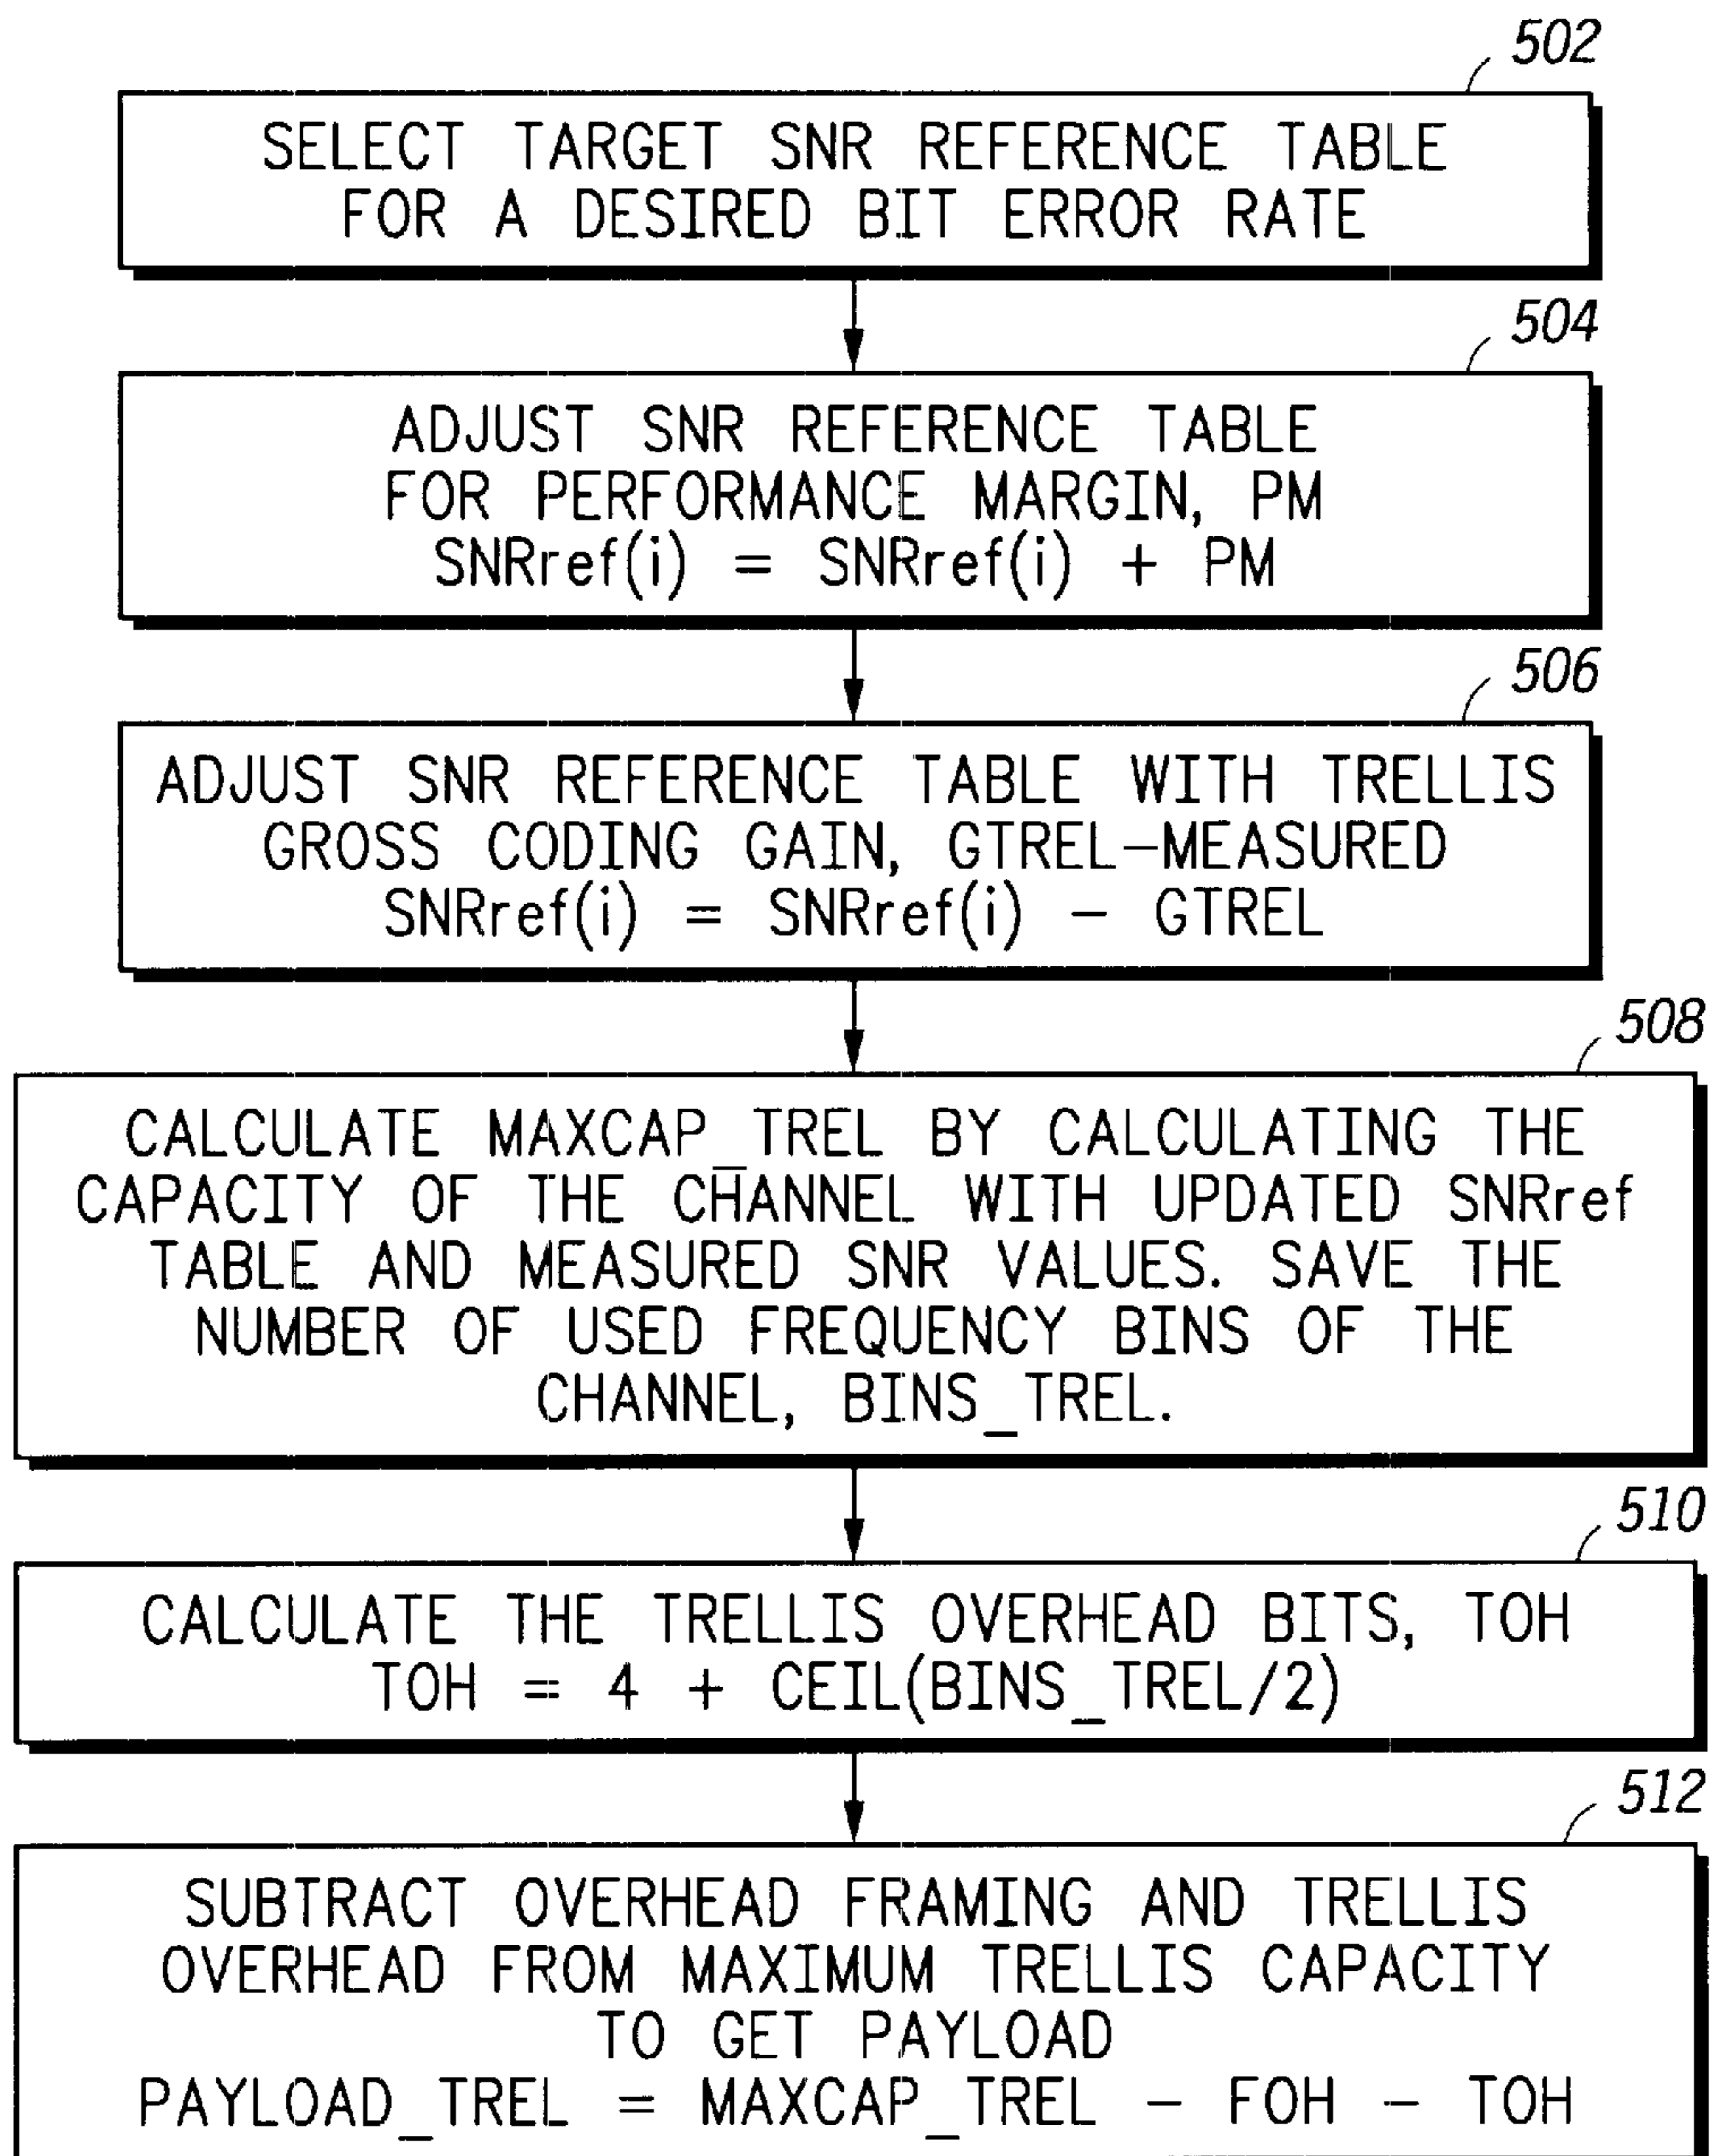 502
SELECT TARGET SNR REFERENCE TABLE
FOR A DESIRED BIT ERROR RATE
504
ADJUST SNR REFERENCE TABLE
FOR PERFORMANCE MARGIN, PM
SNRref(i) = SNRref(i) + PM
506
ADJUST SNR REFERENCE TABLE WITH TRELLIS
GROSS CODING GAIN, GTREL-MEASURED
SNRref(i) = SNRref(i) - GTREL
508
CALCULATE MAXCAP_TREL BY CALCULATING THE
CAPACITY OF THE CHANNEL WITH UPDATED SNRref
TABLE AND MEASURED SNR VALUES. SAVE THE
NUMBER OF USED FREQUENCY BINS OF THE
CHANNEL, BINS_TREL.
510
CALCULATE THE TRELLIS OVERHEAD BITS, TOH
TOH = 4 + CEIL(BINS_TREL/2)
512
SUBTRACT OVERHEAD FRAMING AND TRELLIS
OVERHEAD FROM MAXIMUM TRELLIS CAPACITY
TO GET PAYLOAD
PAYLOAD_TREL = MAXCAP_TREL - FOH - TOH